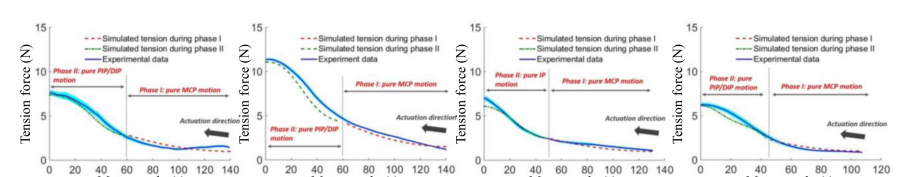 15
Simulated tension during phase I
Simulated tension during phase II
Experimental data
10
Phase II: pure PIP/DIP
motion
Phase I: pure MCP motion
5
Actuation direction
0
Tension force (N)
0 20 40 60 80 100 120 140
15
Simulated tension during phase I
Simulated tension during phase II
Experiment data
10
Phase I: pure MCP motion
5
Actuation direction
Phase II: pure PIP/DIP
motion
0
Tension force (N)
0 20 40 60 80 100 120 140
15
Simulated tension during phase I
Simulated tension during phase II
Experimental data
10
Phase II: pure IP
motion
Phase I: pure MCP motion
5
Actuation direction
0
Tension force (N)
0 20 40 60 80 100 120 140
15
Simulated tension during phase I
Simulated tension during phase II
Experimental data
10
Phase II: pure
PIP/DIP motion
Phase I: pure MCP motion
5
Actuation direction
0
Tension force (N)
0 20 40 60 80 100 120